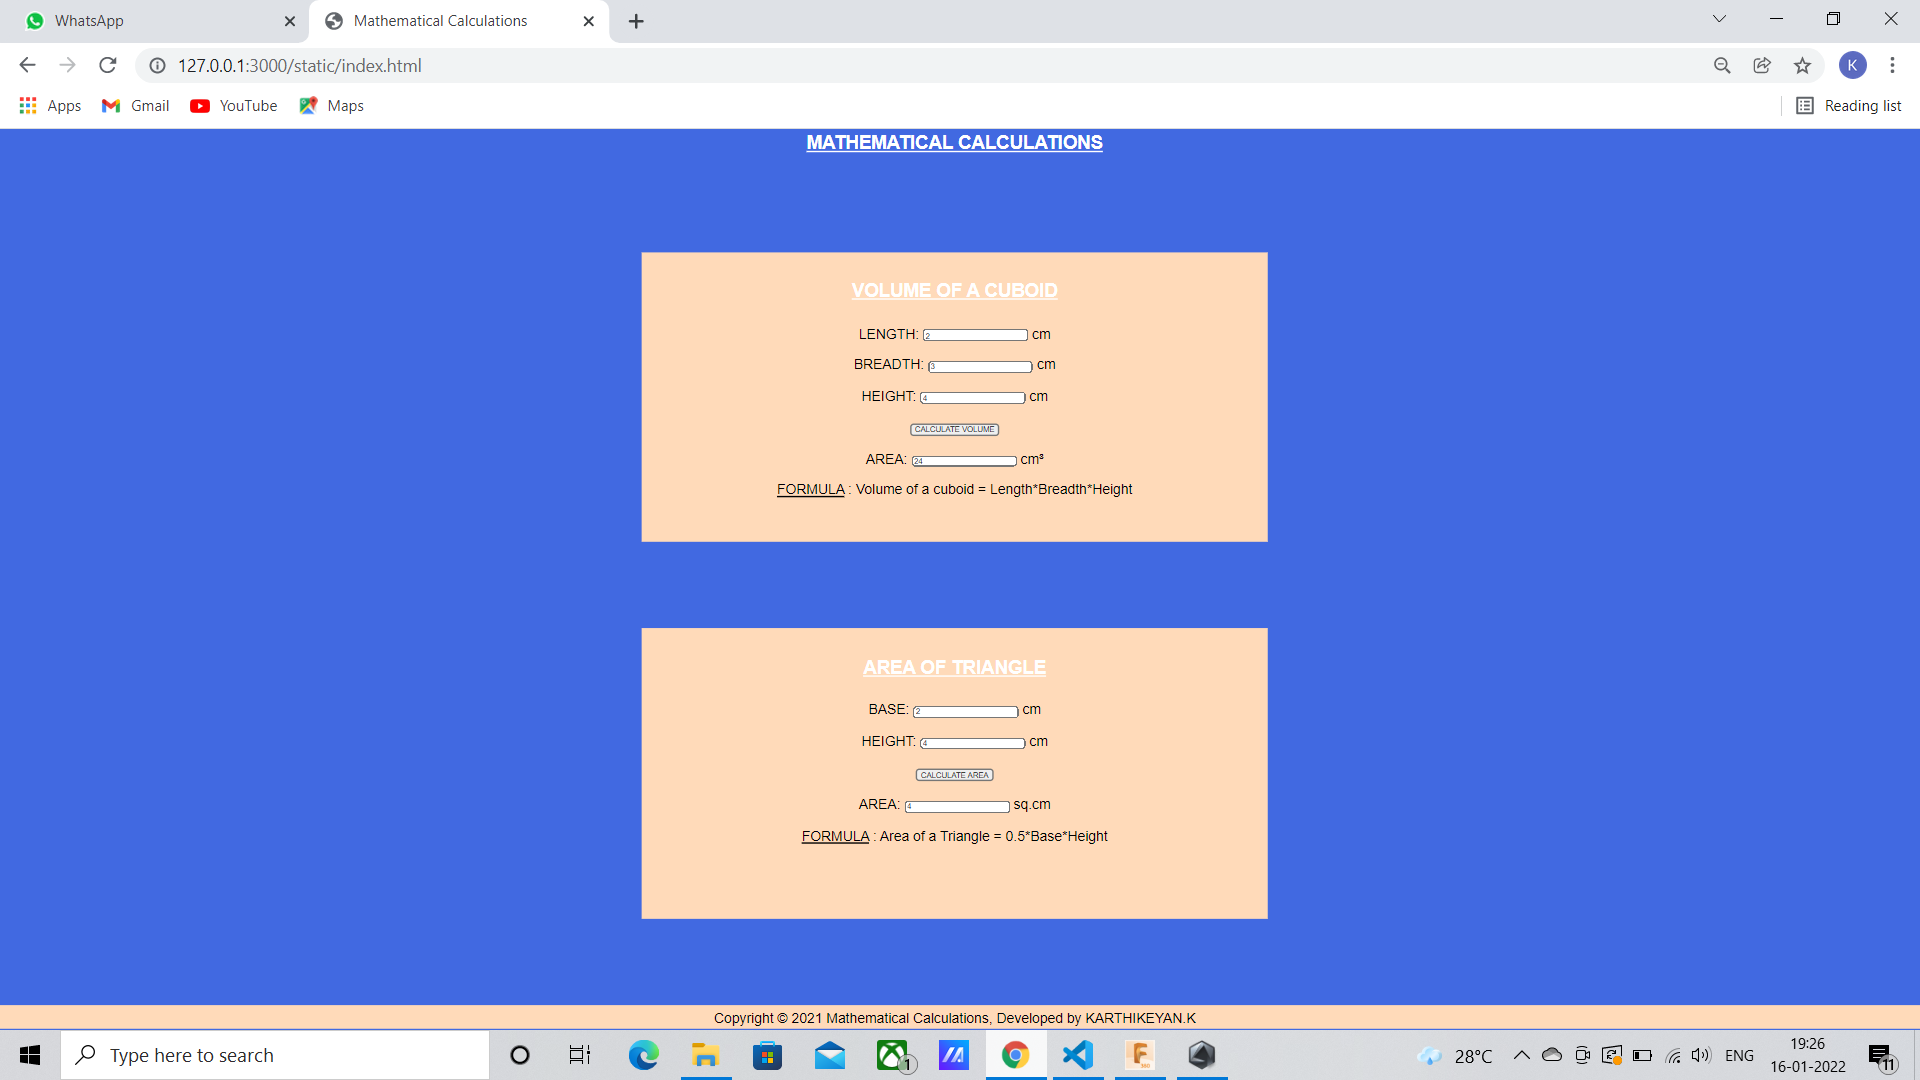 WhatsApp
Mathematical Calculations
127.0.0.1:3000/static/index.html
K
Apps
Gmail
YouTube
Maps
Reading list
MATHEMATICAL CALCULATIONS
VOLUME OF A CUBOID
LENGTH: 2 cm
BREADTH: 3 cm
HEIGHT: 4 cm
CALCULATE VOLUME
AREA: 24 cm³
FORMULA : Volume of a cuboid = Length*Breadth*Height
AREA OF TRIANGLE
BASE: 2 cm
HEIGHT: 4 cm
CALCULATE AREA
AREA: 4 sq.cm
FORMULA : Area of a Triangle = 0.5*Base*Height
Copyright © 2021 Mathematical Calculations, Developed by KARTHIKEYAN.K
Type here to search
1
F
28°C
ENG
19:26
16-01-2022
11